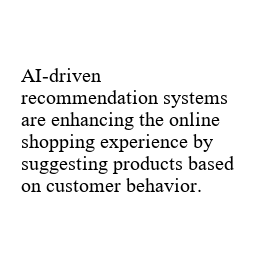 AI-driven
recommendation systems
are enhancing the online
shopping experience by
suggesting products based
on customer behavior.